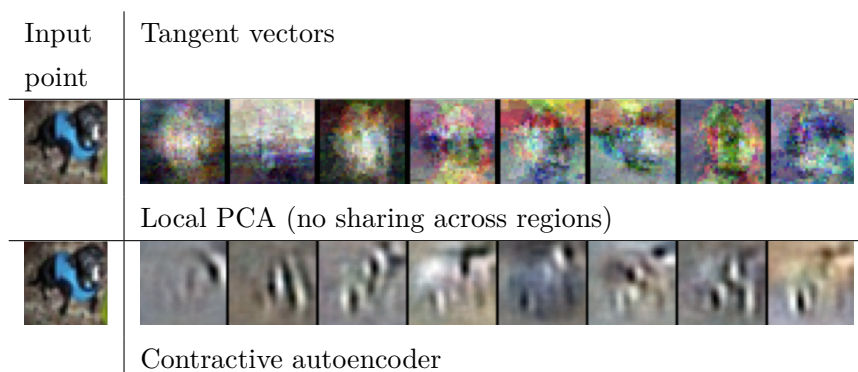 Input
point
Tangent vectors
Local PCA (no sharing across regions)
Contractive autoencoder